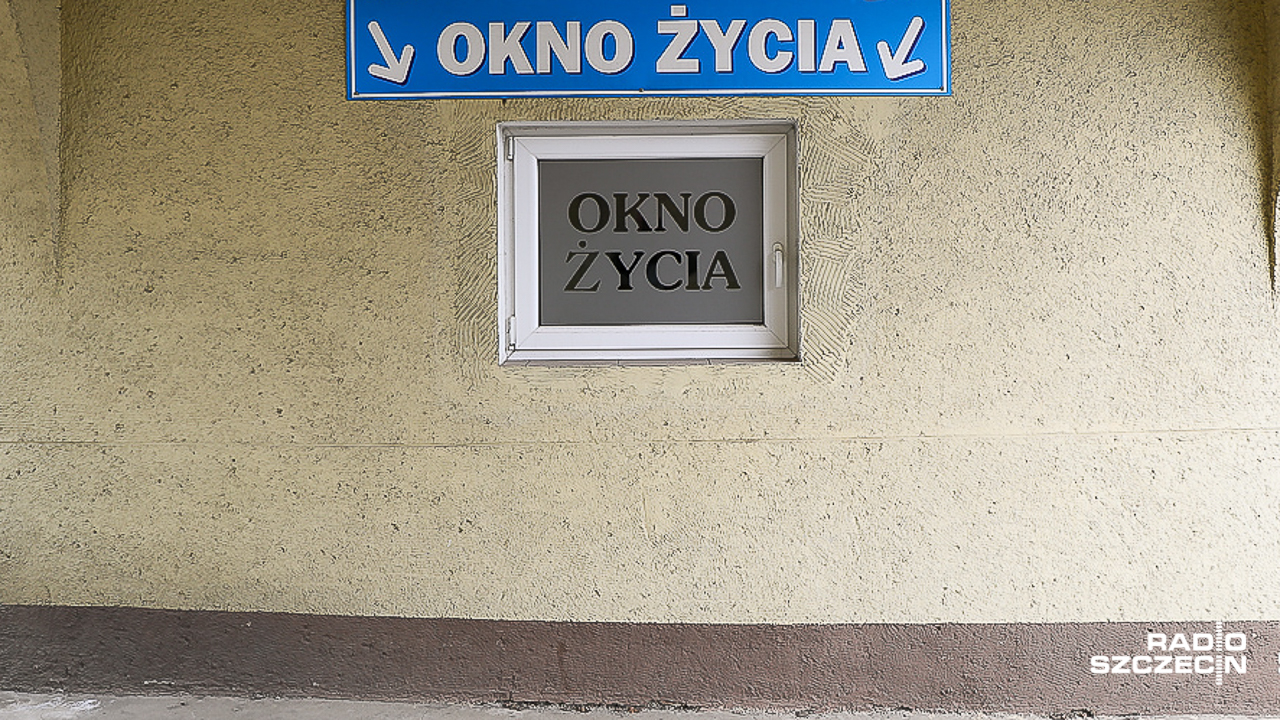 OKNO ŻYCIA
OKNO
ŻYCIA
RADIO
SZCZECIN